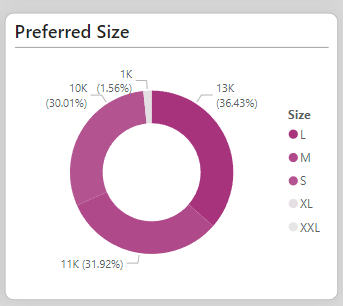 Preferred Size
1K
(1.56%)
10K
(30.01%)
13K
(36.43%)
11K (31.92%)
Size
L
M
S
XL
XXL